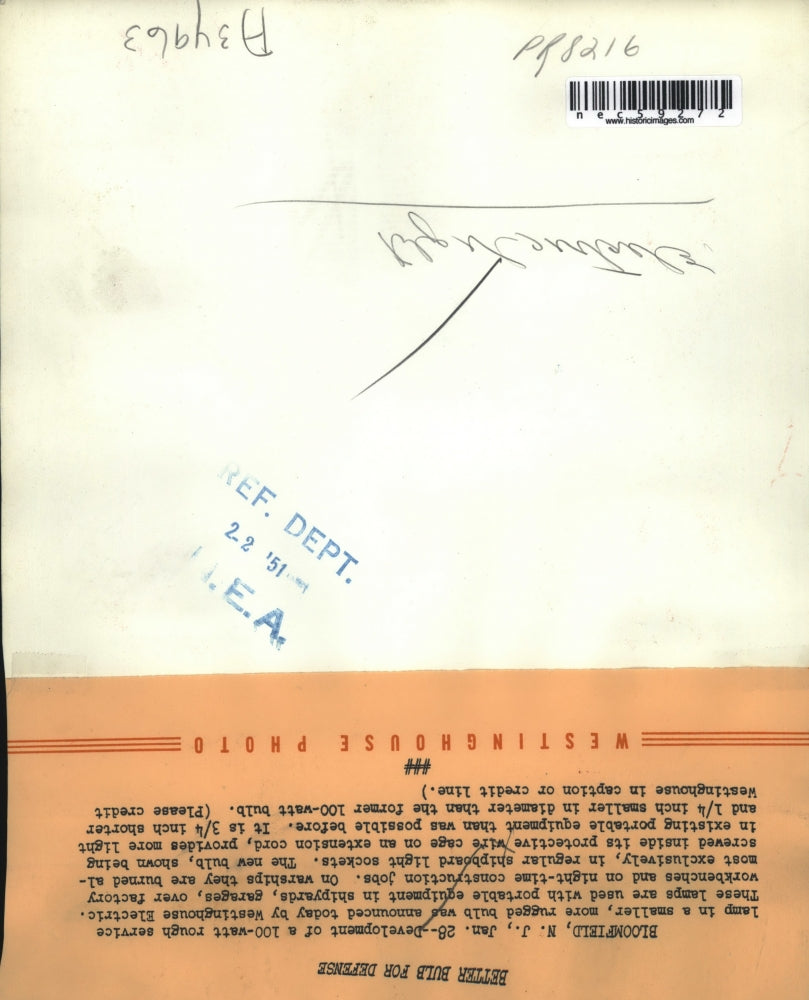 A34963
PR8216
nec59272
www.historicimages.com
Electric Light
REF. DEPT.
22 '51
N.E.A.
BETTER BULB FOR DEFENSE
BLOOMFIELD, N. J., Jan. 28--Development of a 100-watt rough service
lamp in a smaller, more rugged bulb was announced today by Westinghouse Electric.
These lamps are used with portable equipment in shipyards, garages, over factory
workbenches and on night-time construction jobs. On warships they are burned al-
most exclusively, in regular shipboard light sockets. The new bulb, shown being
screwed inside its protective wire cage on an extension cord, provides more light
in existing portable equipment than was possible before. It is 3/4 inch shorter
and 1/4 inch smaller in diameter than the former 100-watt bulb. (Please credit
Westinghouse in caption or credit line.)
###
WESTINGHOUSE PHOTO